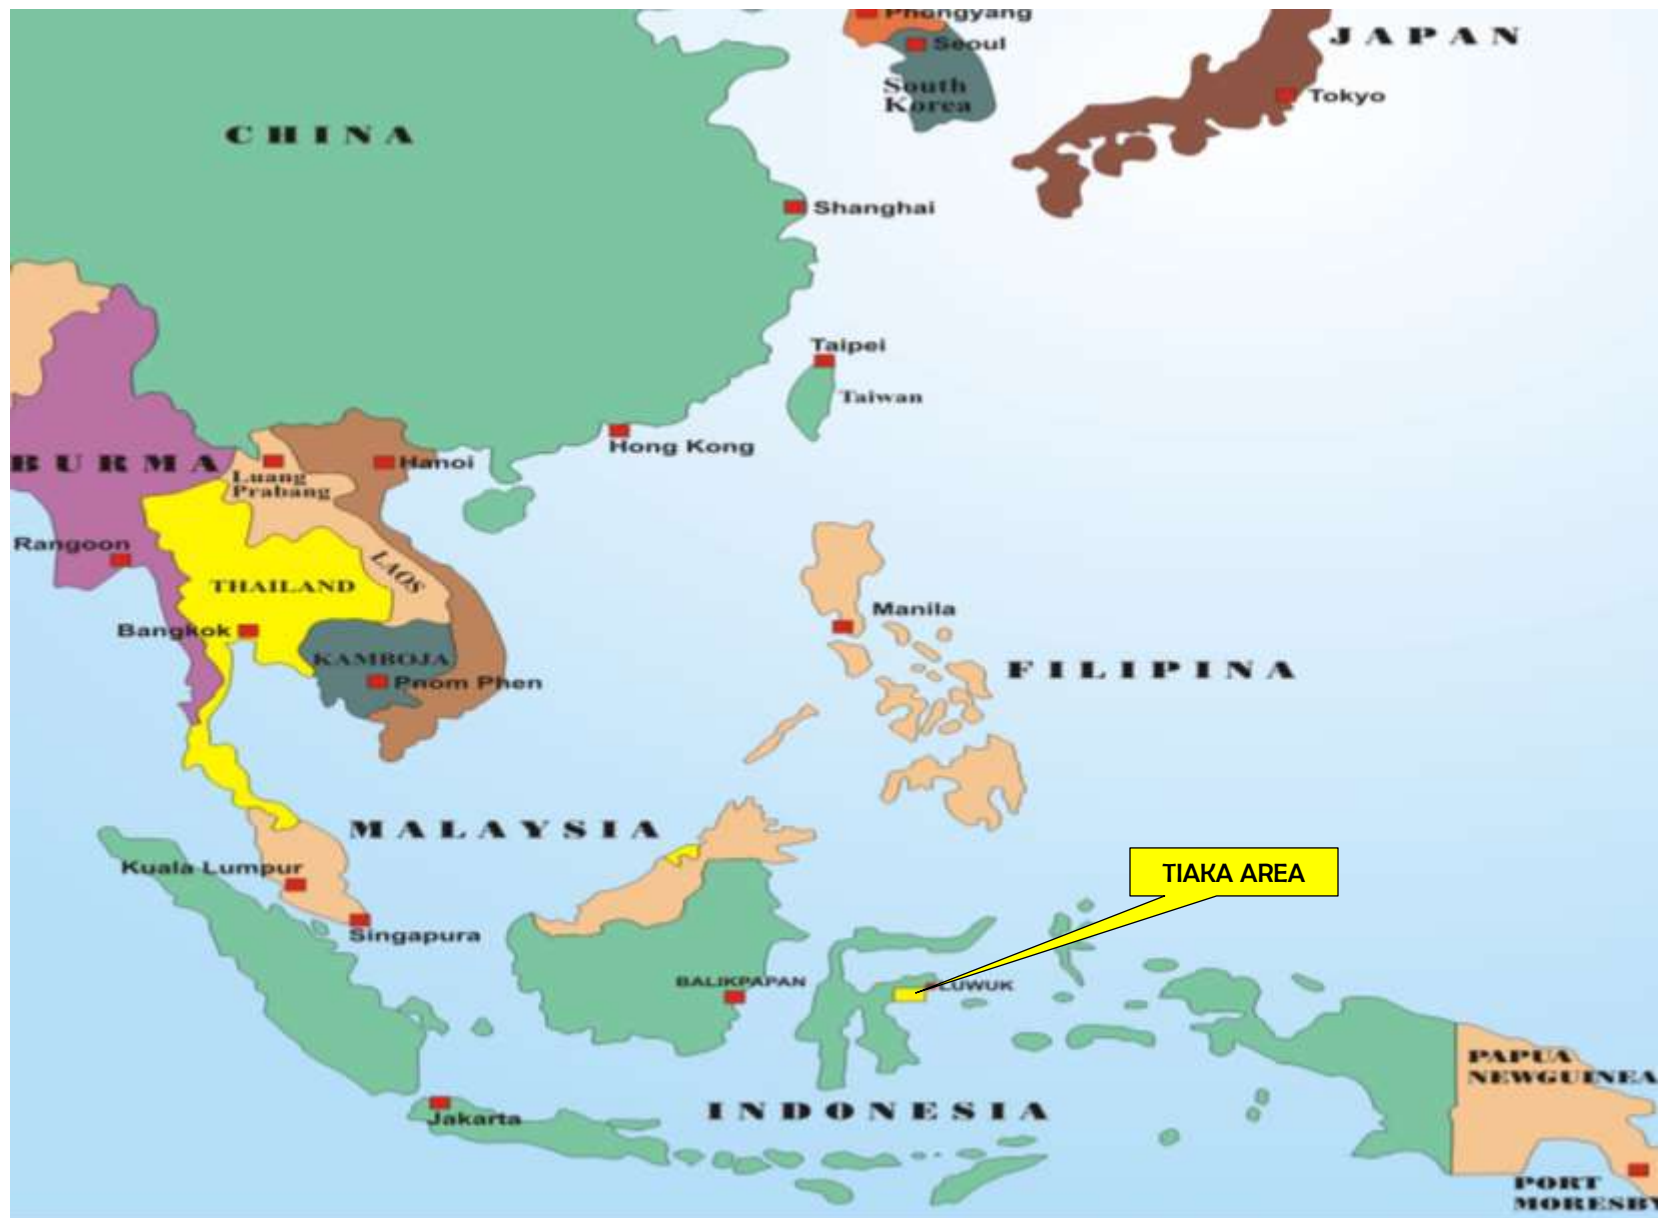 Phongyang
Seoul
South
Korea
JAPAN
Tokyo
CHINA
Shanghai
Taipei
Taiwan
Hong Kong
BURMA
Hanoi
Luang
Prabang
Rangoon
LAOS
THAILAND
Bangkok
Manila
KAMBOJA
Pnom Phen
FILIPINA
MALAYSIA
Kuala Lumpur
TIAKA AREA
Singapura
BALIKPAPAN
LUWUK
PAPUA
NEWGUINEA
INDONESIA
Jakarta
PORT
MORESBY